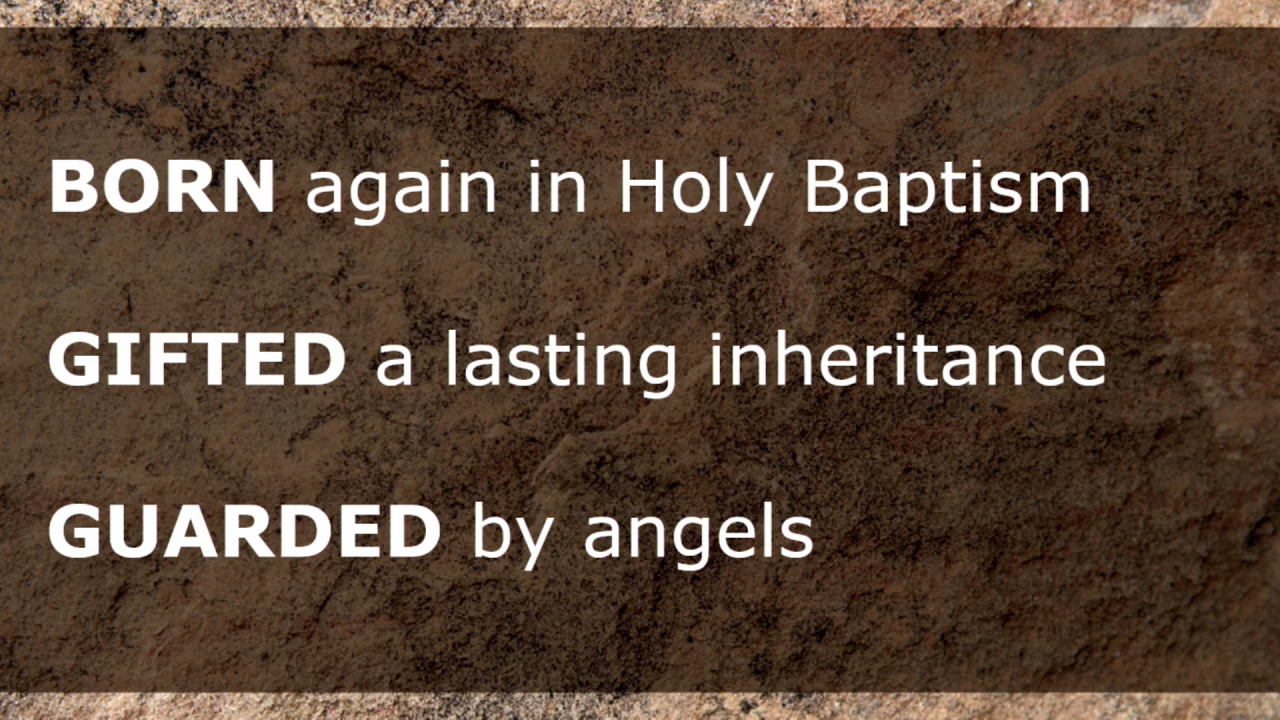 BORN again in Holy Baptism
GIFTED a lasting inheritance
GUARDED by angels